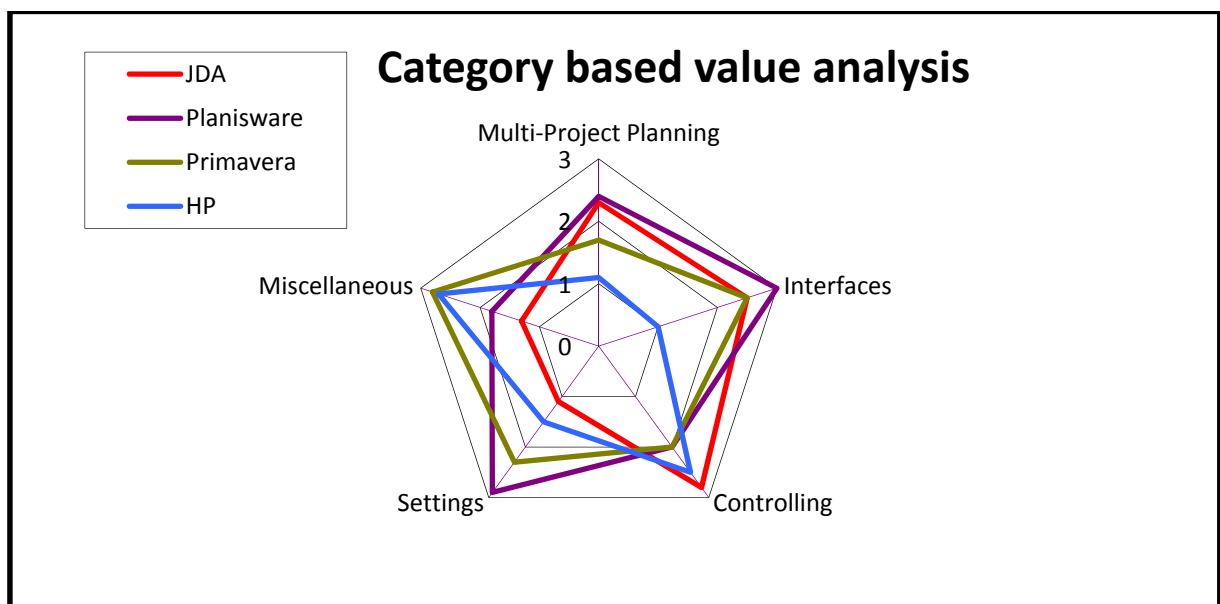 Category based value analysis
JDA
Planisware
Primavera
HP
Multi-Project Planning
3
2
1
0
Miscellaneous
Interfaces
Settings
Controlling